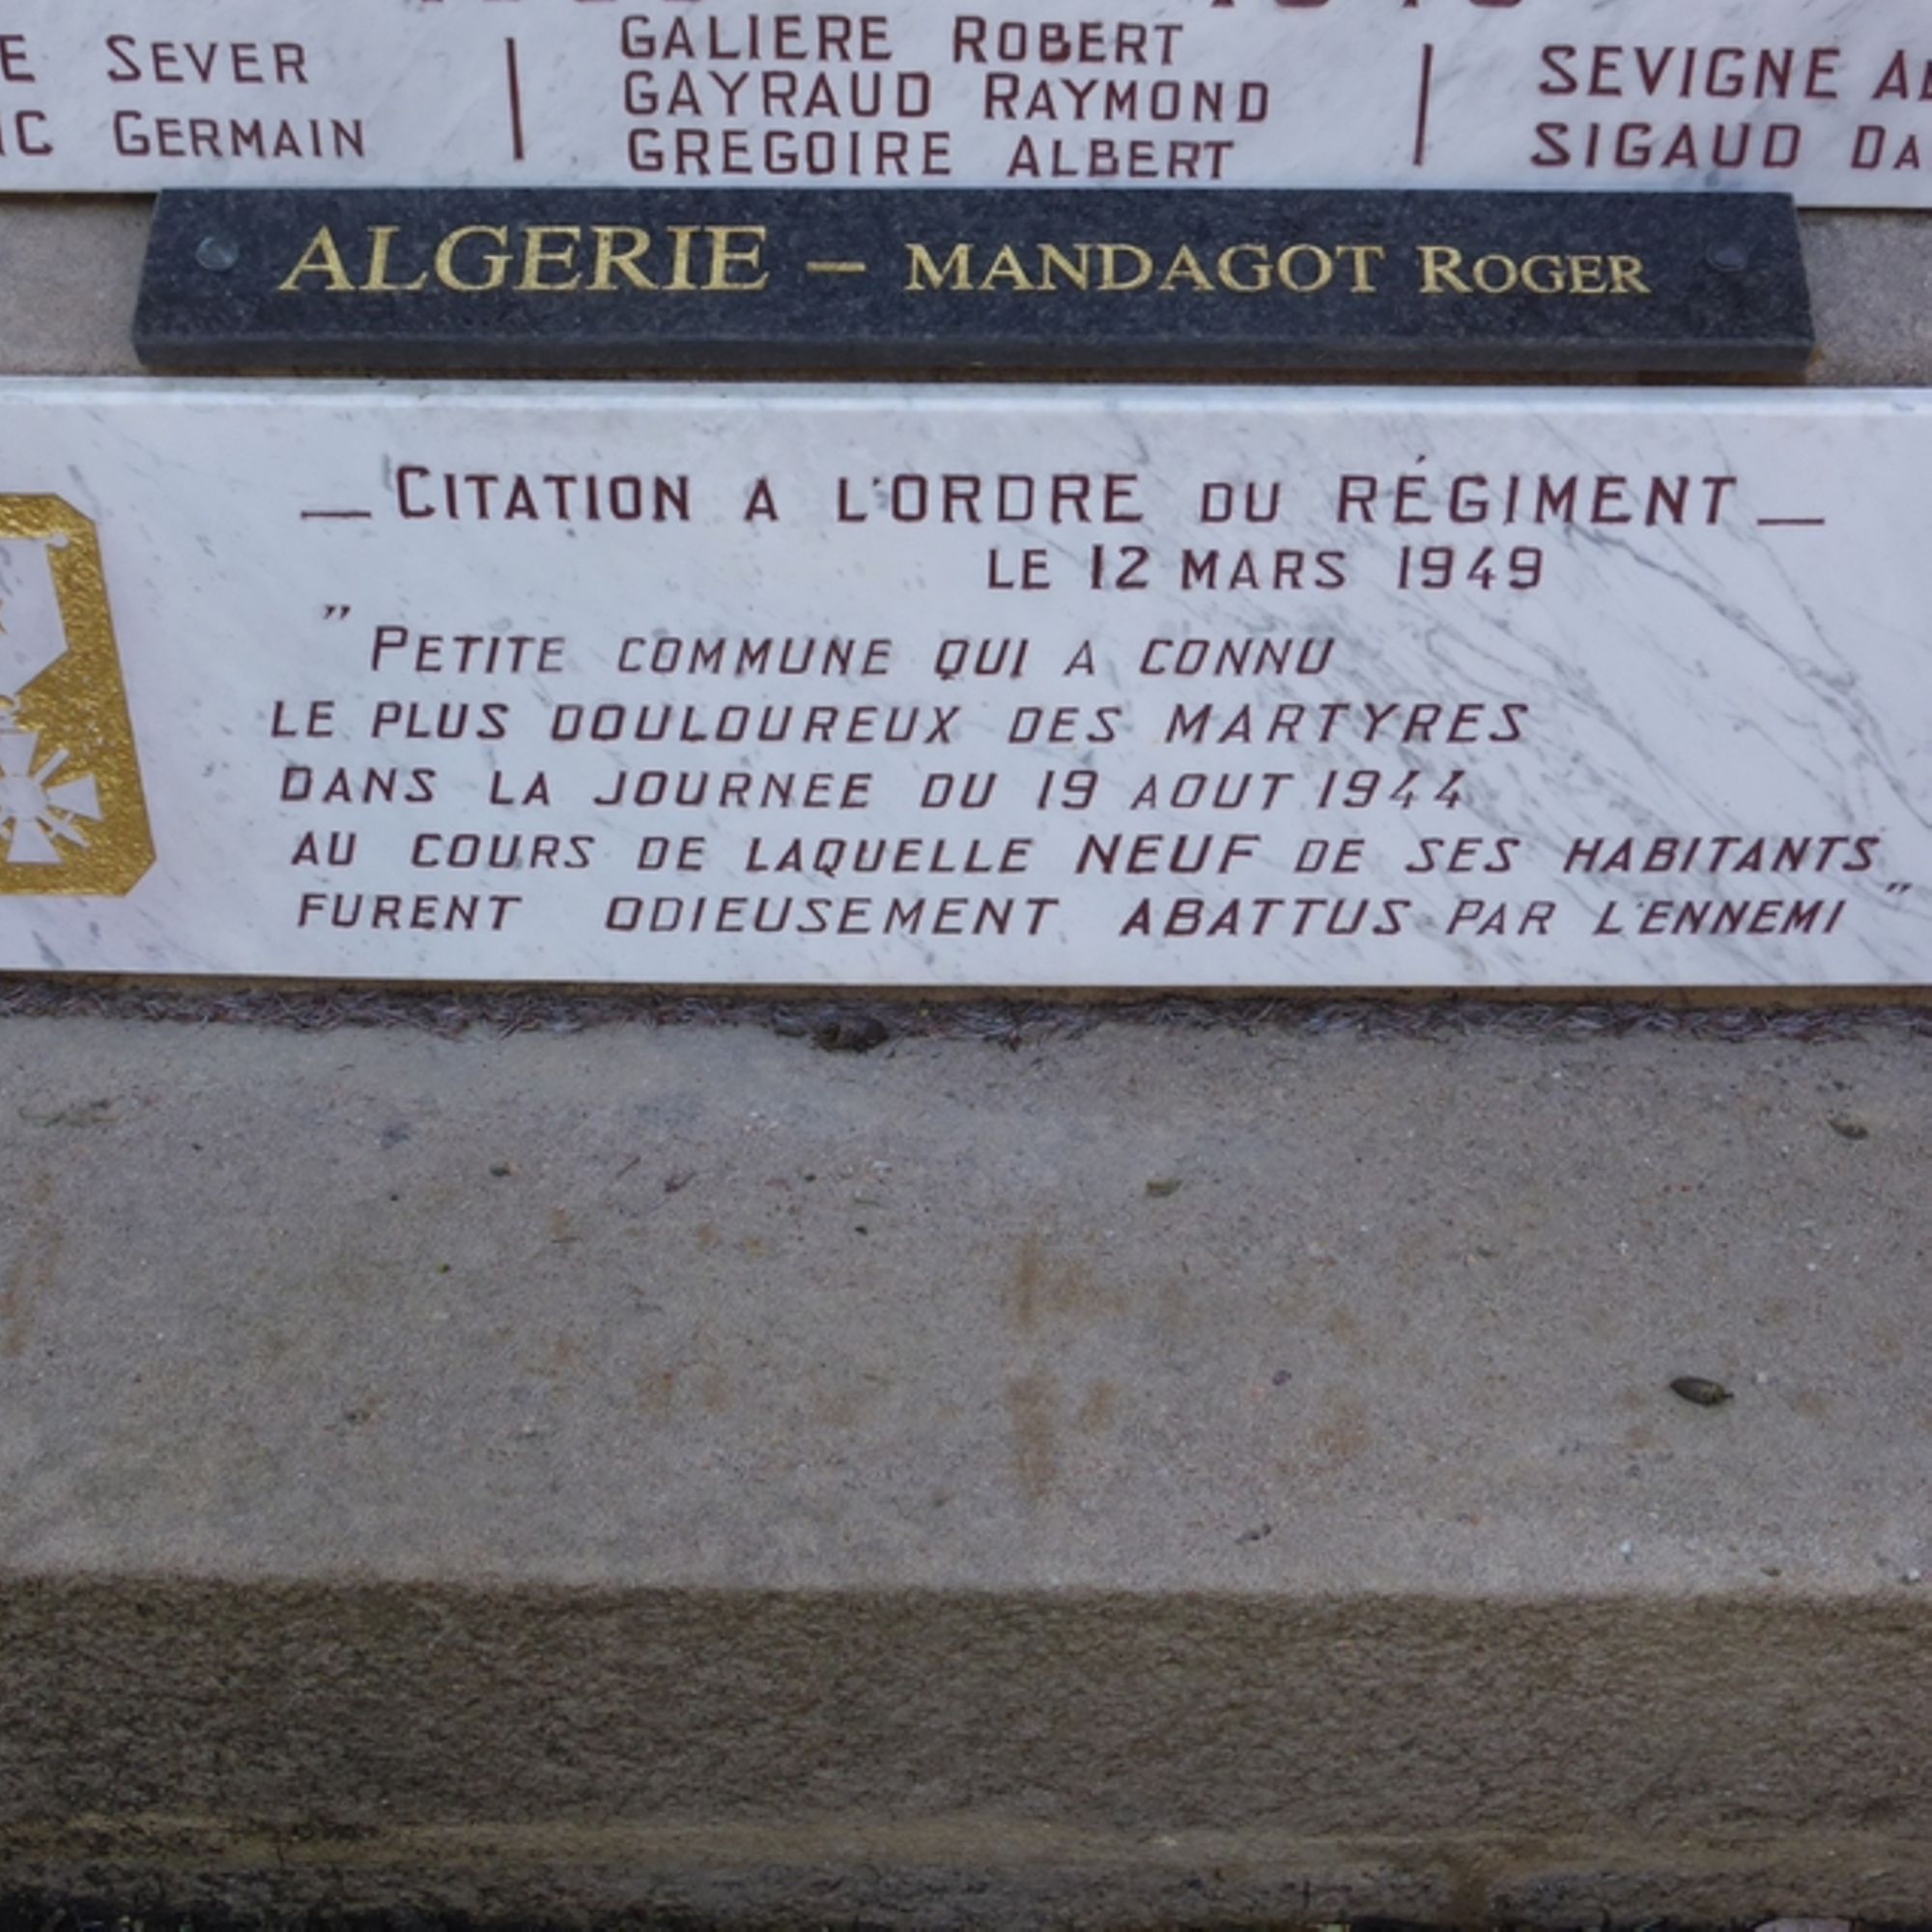 SEVER
GERMAIN
GALIERE ROBERT
GAYRAUD RAYMOND
GREGOIRE ALBERT
SEVIGNE
SIGAUD
ALGERIE – MANDAGOT ROGER
— CITATION A L'ORDRE DU RÉGIMENT —
LE 12 MARS 1949
" PETITE COMMUNE QUI A CONNU
LE PLUS DOULOUREUX DES MARTYRES
DANS LA JOURNEE DU 19 AOUT 1944
AU COURS DE LAQUELLE NEUF DE SES HABITANTS
FURENT ODIEUSEMENT ABATTUS PAR L'ENNEMI "